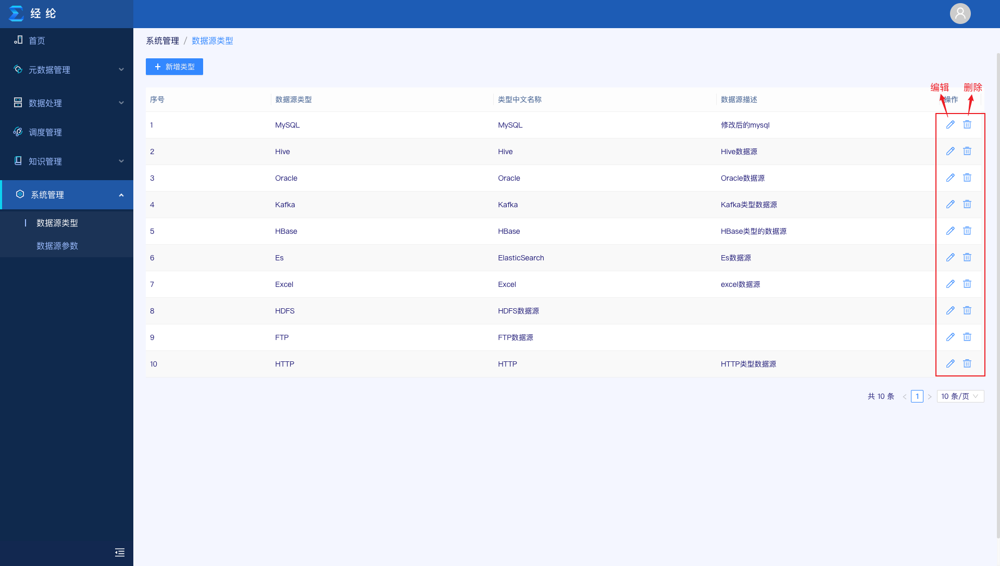 经纶
首页
元数据管理
数据处理
调度管理
知识管理
系统管理
数据源类型
数据源参数
系统管理 / 数据源类型
+ 新增类型
编辑 删除
序号 数据源类型 类型中文名称 数据源描述 操作
1 MySQL MySQL 修改后的mysql
2 Hive Hive Hive数据源
3 Oracle Oracle Oracle数据源
4 Kafka Kafka Kafka类型数据源
5 HBase HBase HBase类型的数据源
6 Es ElasticSearch Es数据源
7 Excel Excel excel数据源
8 HDFS HDFS数据源
9 FTP FTP数据源
10 HTTP HTTP HTTP类型数据源
共 10 条 < 1 > 10 条/页